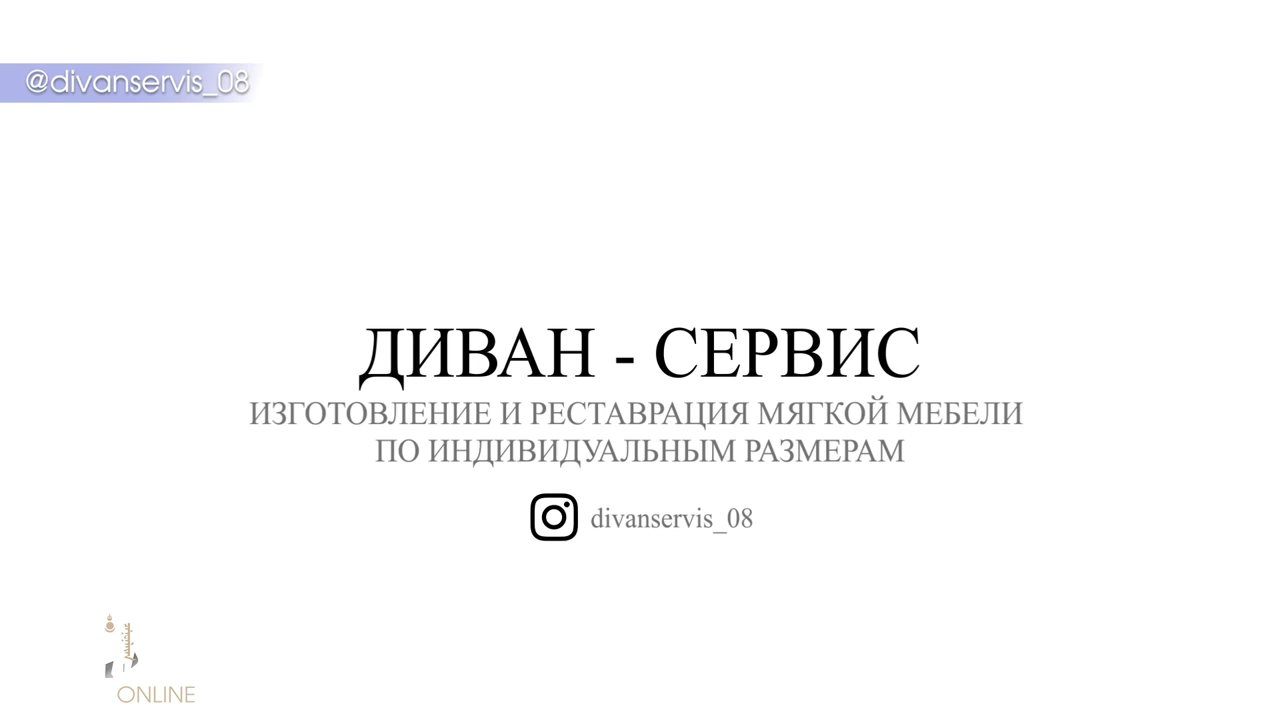 @divanservis_08
ДИВАН - СЕРВИС
ИЗГОТОВЛЕНИЕ И РЕСТАВРАЦИЯ МЯГКОЙ МЕБЕЛИ
ПО ИНДИВИДУАЛЬНЫМ РАЗМЕРАМ
divanservis_08
ONLINE